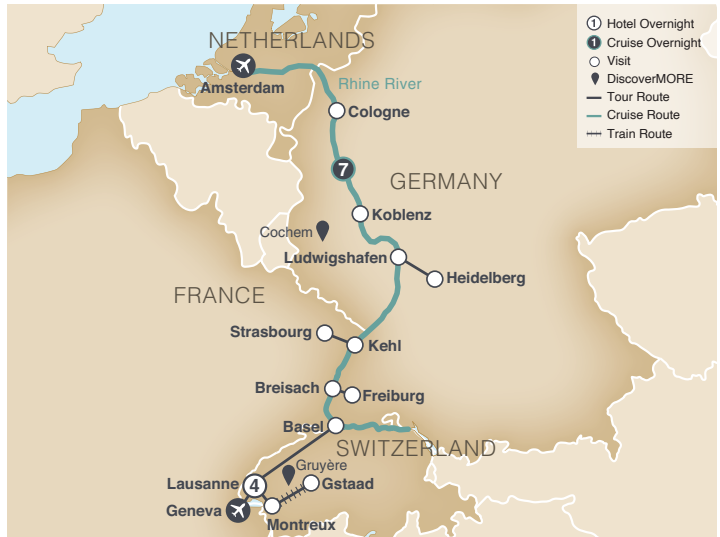 NETHERLANDS
Amsterdam
Rhine River
Cologne
7
GERMANY
Koblenz
Cochem
Ludwigshafen
Heidelberg
FRANCE
Strasbourg
Kehl
Breisach
Freiburg
Basel
SWITZERLAND
Gruyère
Lausanne
4
Gstaad
Geneva
Montreux
1 Hotel Overnight
1 Cruise Overnight
Visit
DiscoverMORE
Tour Route
Cruise Route
Train Route